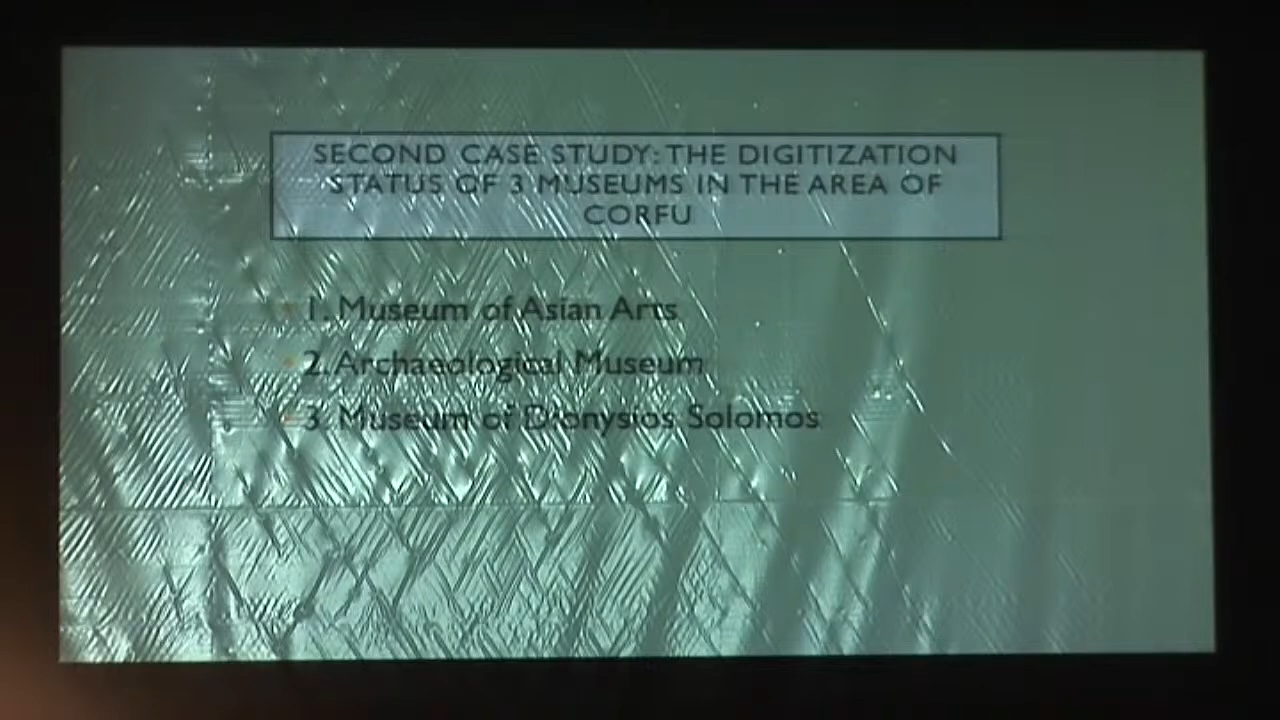 SECOND CASE STUDY: THE DIGITIZATION
STATUS OF 3 MUSEUMS IN THE AREA OF
CORFU
1. Museum of Asian Arts
2. Archaeological Museum
3. Museum of Dionysios Solomos